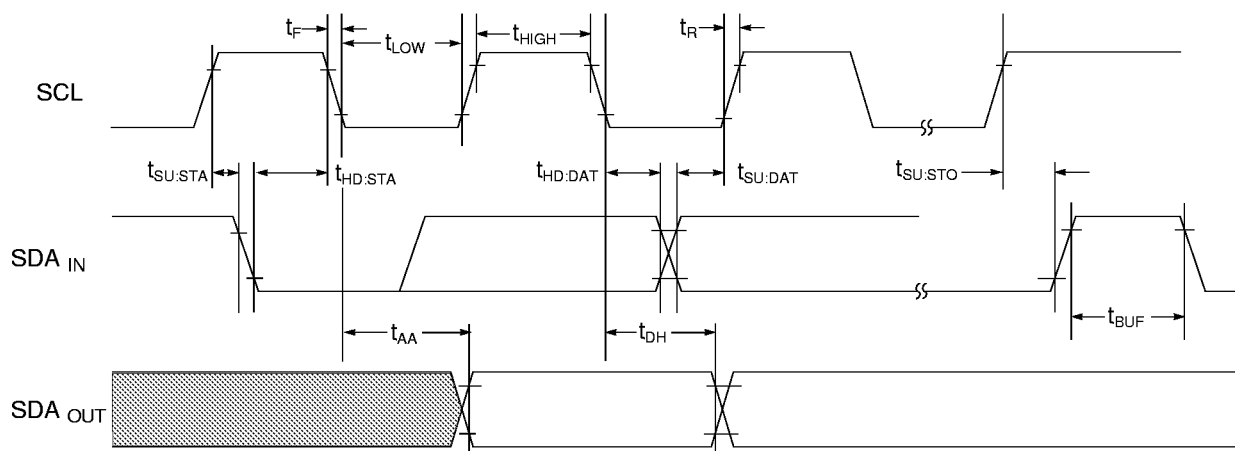 tF
tLOW
tHIGH
tR
SCL
tSU:STA
tHD:STA
tHD:DAT
tSU:DAT
tSU:STO
SDA IN
tAA
tDH
tBUF
SDA OUT